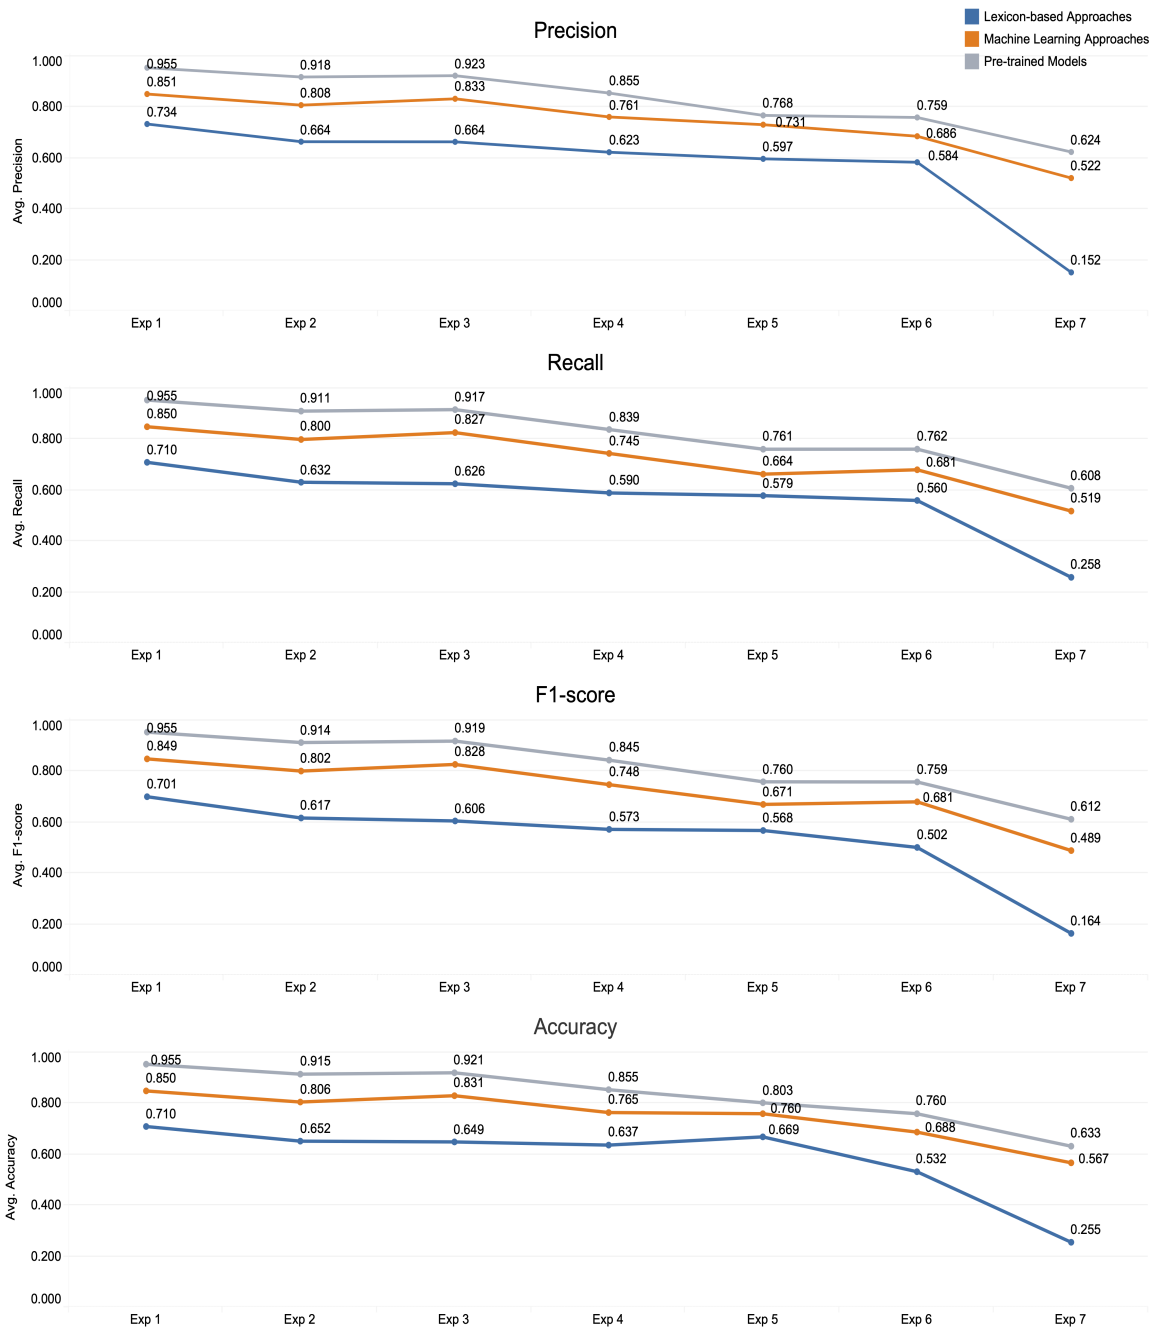 Precision
Lexicon-based Approaches
Machine Learning Approaches
Pre-trained Models
Avg. Precision
1.000
0.800
0.600
0.400
0.200
0.000
0.955
0.918
0.923
0.855
0.768
0.759
0.624
0.851
0.808
0.833
0.761
0.731
0.686
0.522
0.734
0.664
0.664
0.623
0.597
0.584
0.152
Exp 1
Exp 2
Exp 3
Exp 4
Exp 5
Exp 6
Exp 7
Recall
Avg. Recall
1.000
0.800
0.600
0.400
0.200
0.000
0.955
0.911
0.917
0.839
0.761
0.762
0.608
0.850
0.800
0.827
0.745
0.664
0.681
0.519
0.710
0.632
0.626
0.590
0.579
0.560
0.258
Exp 1
Exp 2
Exp 3
Exp 4
Exp 5
Exp 6
Exp 7
F1-score
Avg. F1-score
1.000
0.800
0.600
0.400
0.200
0.000
0.955
0.914
0.919
0.845
0.760
0.759
0.612
0.849
0.802
0.828
0.748
0.671
0.681
0.489
0.701
0.617
0.606
0.573
0.568
0.502
0.164
Exp 1
Exp 2
Exp 3
Exp 4
Exp 5
Exp 6
Exp 7
Accuracy
Avg. Accuracy
1.000
0.800
0.600
0.400
0.200
0.000
0.955
0.915
0.921
0.855
0.803
0.760
0.633
0.850
0.806
0.831
0.765
0.760
0.688
0.567
0.710
0.652
0.649
0.637
0.669
0.532
0.255
Exp 1
Exp 2
Exp 3
Exp 4
Exp 5
Exp 6
Exp 7